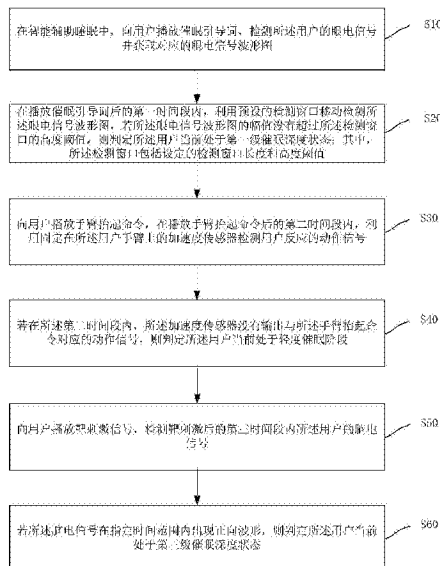 在智能辅助睡眠中，向用户播放催眠引导词、检测所述用户的眼电信号
并获取对应的眼电信号波形图
S10
在播放催眠引导词后的第一时间段内，利用预设的检测窗口移动检测所
述眼电信号波形图，若所述眼电信号波形图的幅值没有超过所述检测窗
口的高度阈值，则判定所述用户当前处于第一级催眠深度状态；其中，
所述检测窗口包括设定的检测窗口长度和高度阈值
S20
向用户播放手臂抬起命令，在播放手臂抬起命令后的第二时间段内，利
用固定在所述用户手臂上的加速度传感器检测用户反应的动作信号
S30
若在所述第二时间段内、所述加速度传感器没有输出与所述手臂抬起命
令对应的动作信号，则判定所述用户当前处于轻度催眠阶段
S40
向用户播放靶刺激信号、检测靶刺激后的第三时间段内所述用户的脑电
信号
S50
若所述脑电信号在指定时间范围内出现正向波形，则判定所述用户当前
处于第三级催眠深度状态
S60